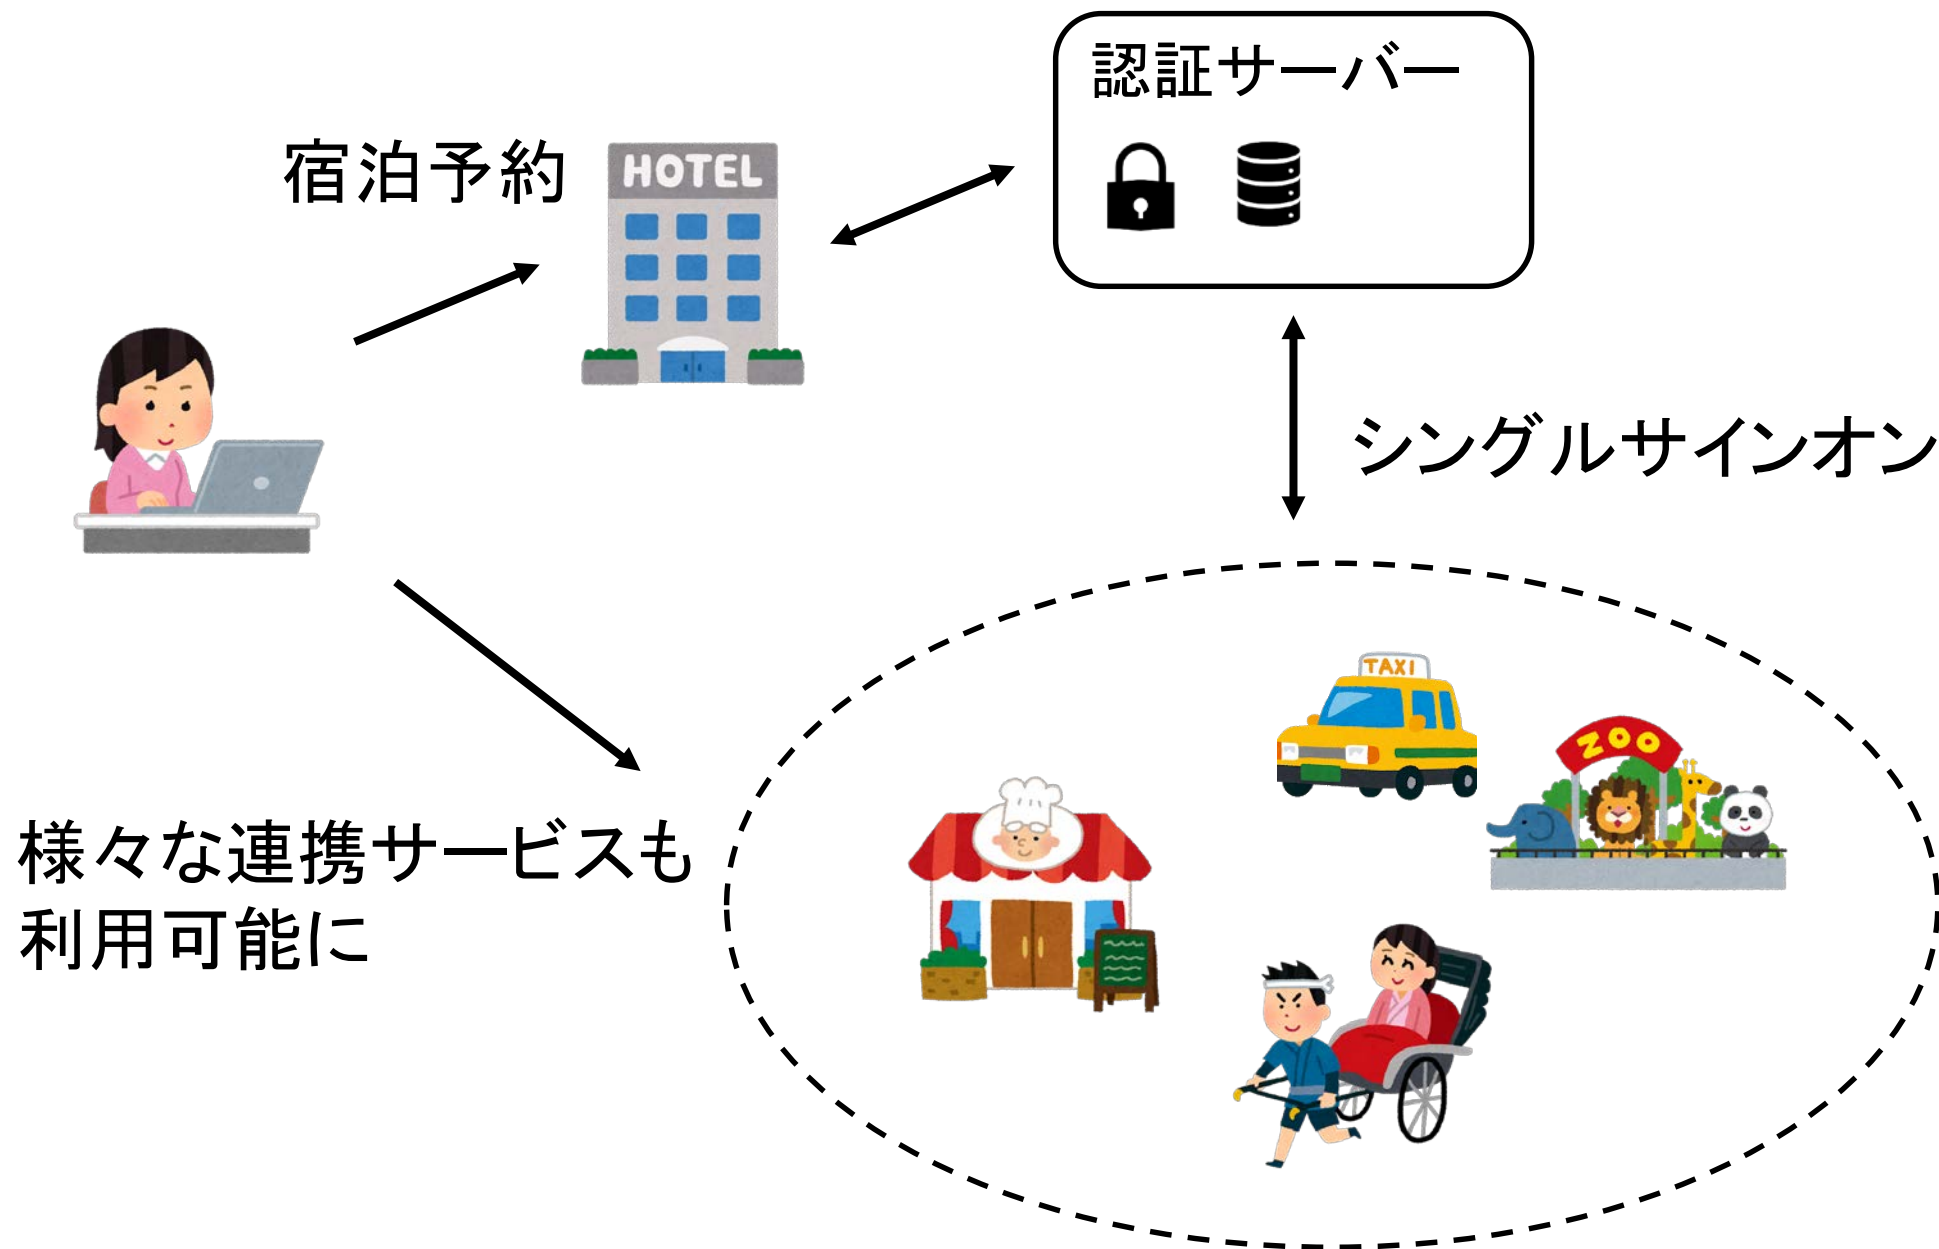 認証サーバー
宿泊予約
HOTEL
シングルサインオン
TAXI
ZOO
様々な連携サービスも
利用可能に